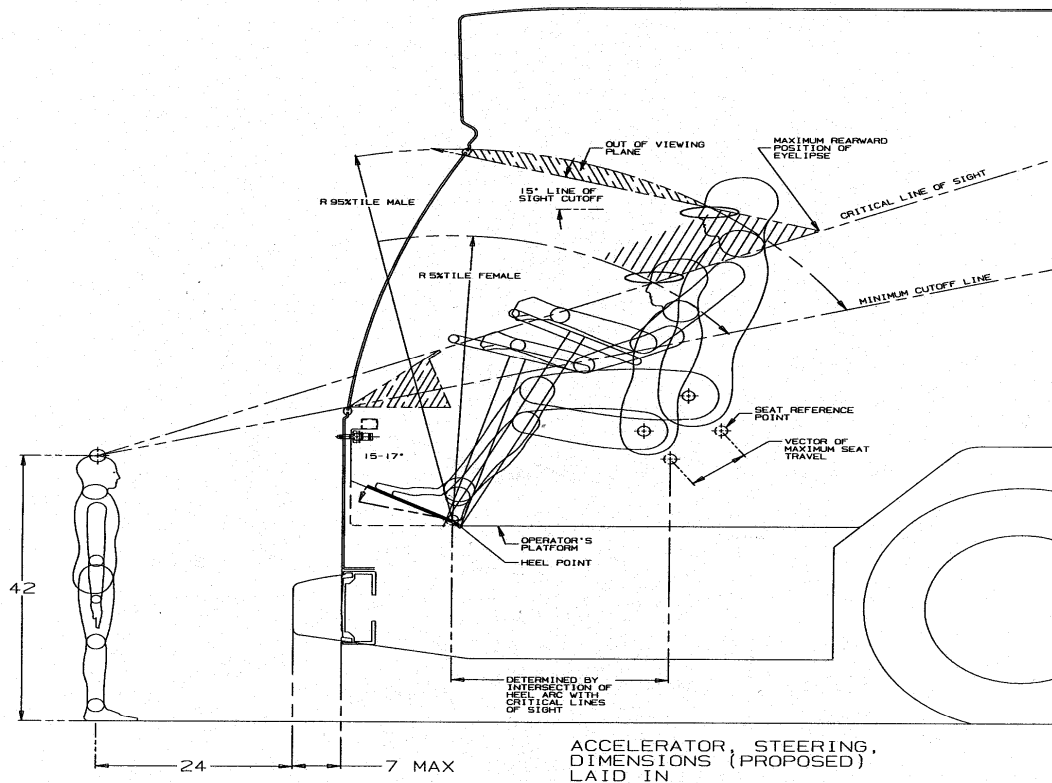 OUT OF VIEWING
PLANE
MAXIMUM REARWARD
POSITION OF
EYELIPSE
15° LINE OF
SIGHT CUTOFF
CRITICAL LINE OF SIGHT
R 95%TILE MALE
R 5%TILE FEMALE
MINIMUM CUTOFF LINE
SEAT REFERENCE
POINT
15-17°
VECTOR OF
MAXIMUM SEAT
TRAVEL
OPERATOR'S
PLATFORM
HEEL POINT
42
DETERMINED BY
INTERSECTION OF
HEEL ARC WITH
CRITICAL LINES
OF SIGHT
24
7 MAX
ACCELERATOR, STEERING,
DIMENSIONS (PROPOSED)
LAID IN